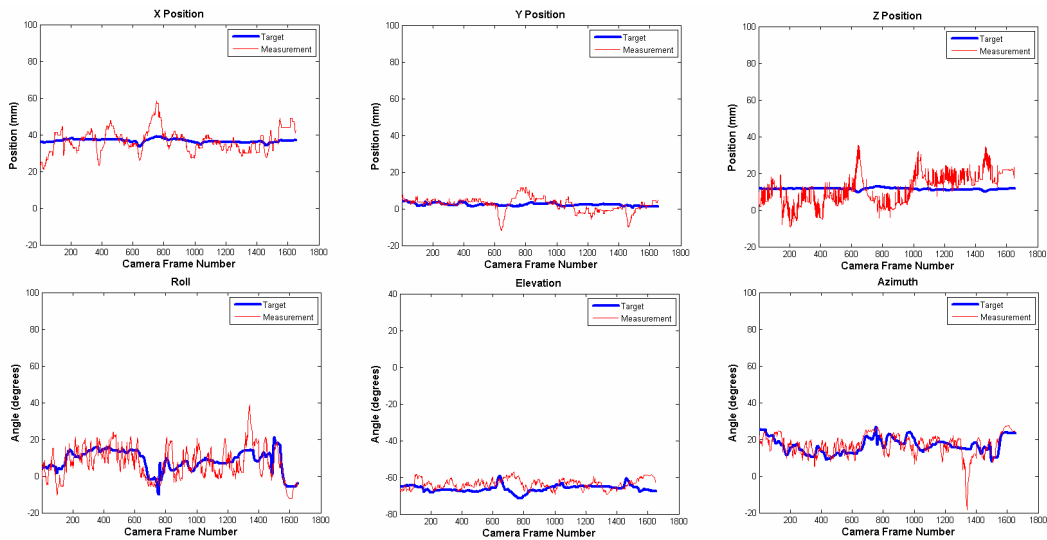 X Position
100
80
60
40
20
0
-20
Position (mm)
Target
Measurement
200 400 600 800 1000 1200 1400 1600 1800
Camera Frame Number
Y Position
100
80
60
40
20
0
-20
Position (mm)
Target
Measurement
200 400 600 800 1000 1200 1400 1600 1800
Camera Frame Number
Z Position
100
80
60
40
20
0
-20
Position (mm)
Target
Measurement
200 400 600 800 1000 1200 1400 1600 1800
Camera Frame Number
Roll
100
80
60
40
20
0
-20
Angle (degrees)
Target
Measurement
200 400 600 800 1000 1200 1400 1600 1800
Camera Frame Number
Elevation
40
20
0
-20
-40
-60
-80
Angle (degrees)
Target
Measurement
200 400 600 800 1000 1200 1400 1600 1800
Camera Frame Number
Azimuth
100
80
60
40
20
0
-20
Angle (degrees)
Target
Measurement
200 400 600 800 1000 1200 1400 1600 1800
Camera Frame Number